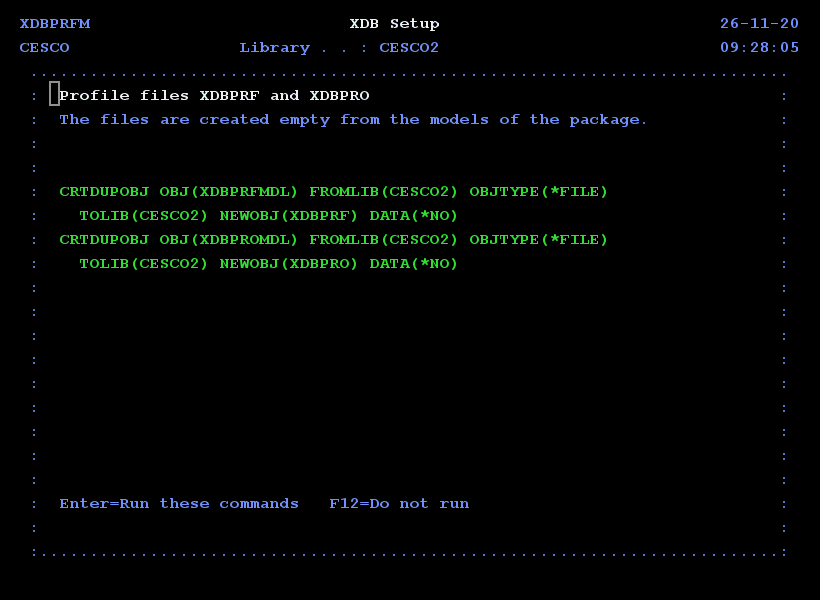 XDBPRFM XDB Setup 26-11-20
CESCO Library . . : CESCO2 09:28:05
Profile files XDBPRF and XDBPRO
The files are created empty from the models of the package.
CRTDUPOBJ OBJ(XDBPRFMDL) FROMLIB(CESCO2) OBJTYPE(*FILE)
TOLIB(CESCO2) NEWOBJ(XDBPRF) DATA(*NO)
CRTDUPOBJ OBJ(XDBPROMDL) FROMLIB(CESCO2) OBJTYPE(*FILE)
TOLIB(CESCO2) NEWOBJ(XDBPRO) DATA(*NO)
Enter=Run these commands F12=Do not run